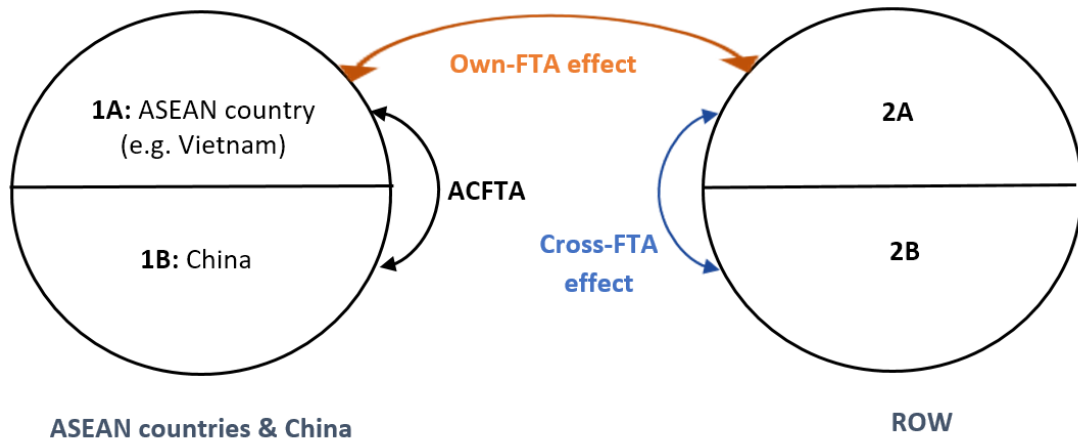 Own-FTA effect
1A: ASEAN country
(e.g. Vietnam)
2A
ACFTA
Cross-FTA
effect
1B: China
2B
ASEAN countries & China
ROW